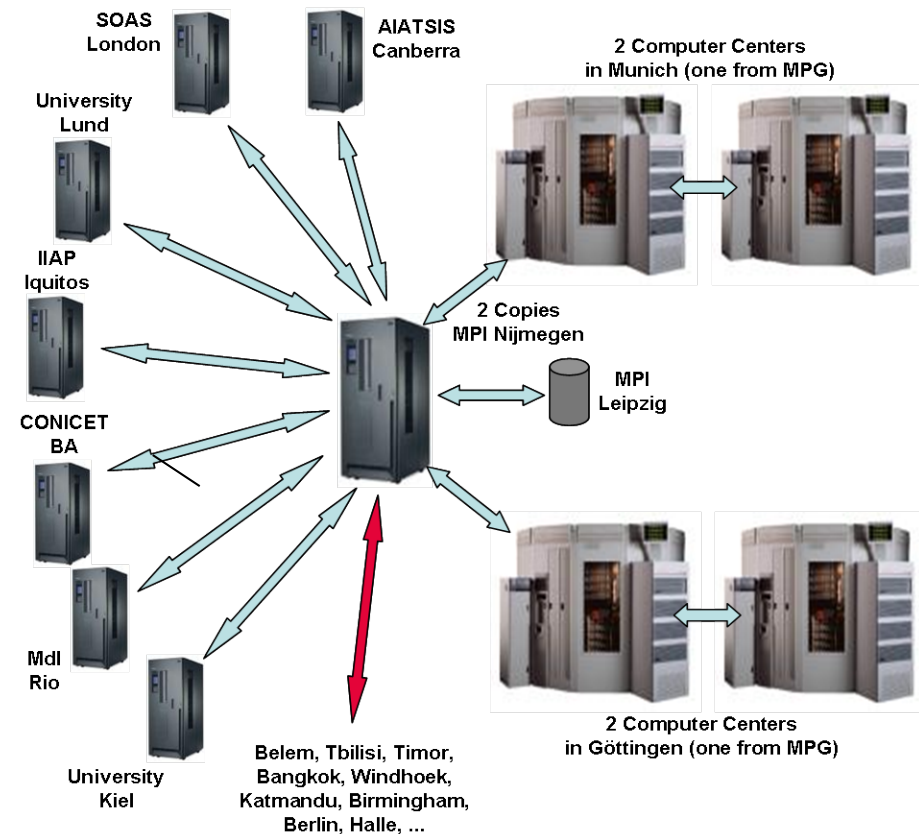 SOAS
London
AIATSIS
Canberra
2 Computer Centers
in Munich (one from MPG)
University
Lund
IIAP
Iquitos
2 Copies
MPI Nijmegen
MPI
Leipzig
CONICET
BA
MdI
Rio
University
Kiel
Belem, Tbilisi, Timor,
Bangkok, Windhoek,
Katmandu, Birmingham,
Berlin, Halle, ...
2 Computer Centers
in Göttingen (one from MPG)